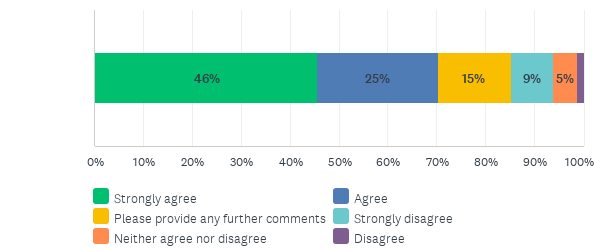 46% 25% 15% 9% 5%
0% 10% 20% 30% 40% 50% 60% 70% 80% 90% 100%
Strongly agree Agree
Please provide any further comments Strongly disagree
Neither agree nor disagree Disagree